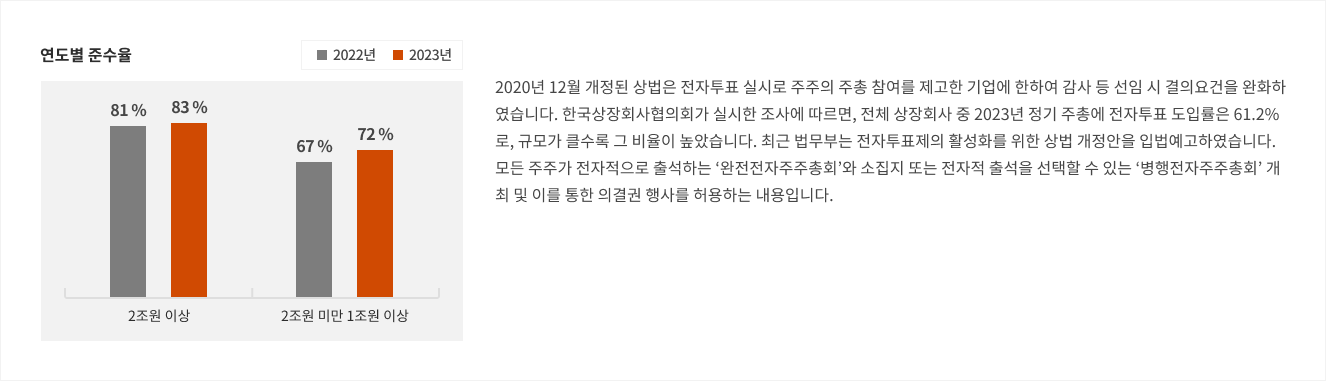 연도별 준수율
2022년 2023년
81 % 83 %
67 % 72 %
2조원 이상 2조원 미만 1조원 이상
2020년 12월 개정된 상법은 전자투표 실시로 주주의 주총 참여를 제고한 기업에 한하여 감사 등 선임 시 결의요건을 완화하
였습니다. 한국상장회사협의회가 실시한 조사에 따르면, 전체 상장회사 중 2023년 정기 주총에 전자투표 도입률은 61.2%
로, 규모가 클수록 그 비율이 높았습니다. 최근 법무부는 전자투표제의 활성화를 위한 상법 개정안을 입법예고하였습니다.
모든 주주가 전자적으로 출석하는 ‘완전전자주주총회’와 소집지 또는 전자적 출석을 선택할 수 있는 ‘병행전자주주총회’ 개
최 및 이를 통한 의결권 행사를 허용하는 내용입니다.